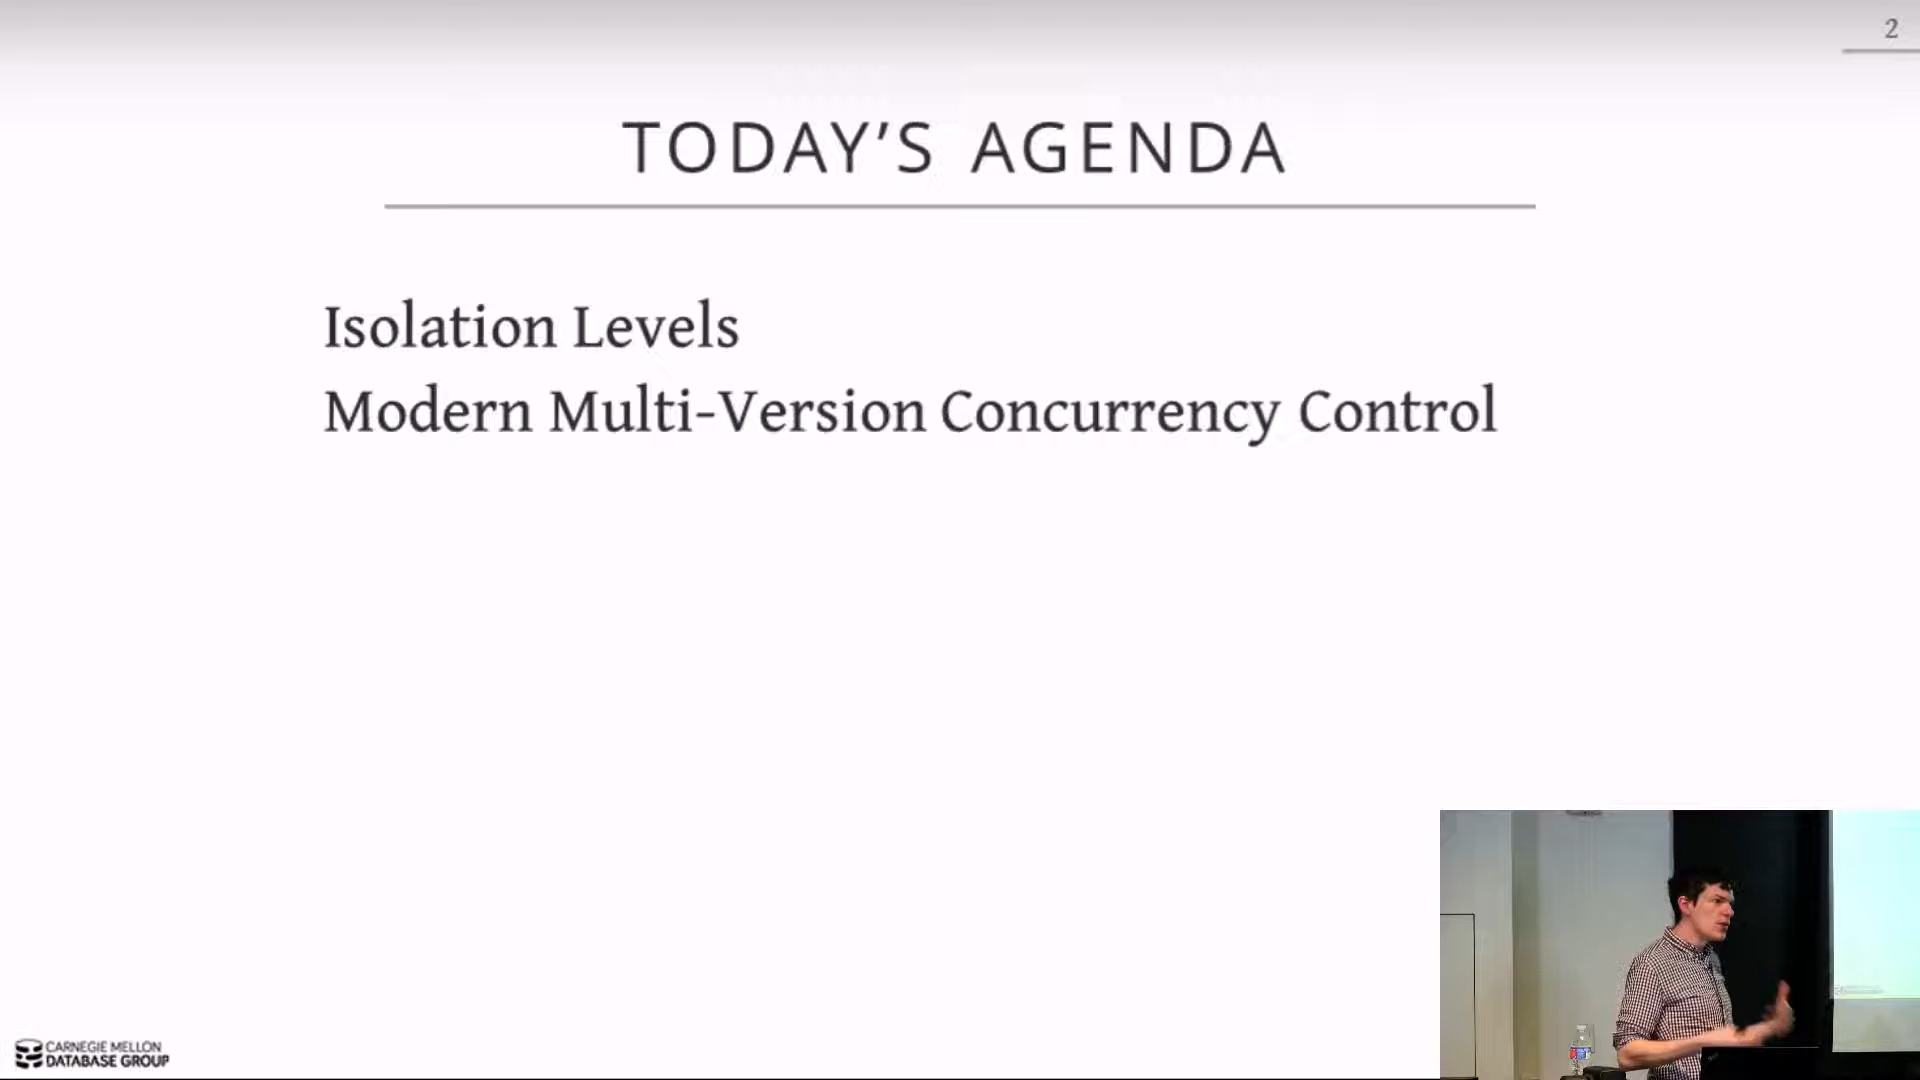 2
TODAY'S AGENDA
Isolation Levels
Modern Multi-Version Concurrency Control
CARNEGIE MELLON
DATABASE GROUP